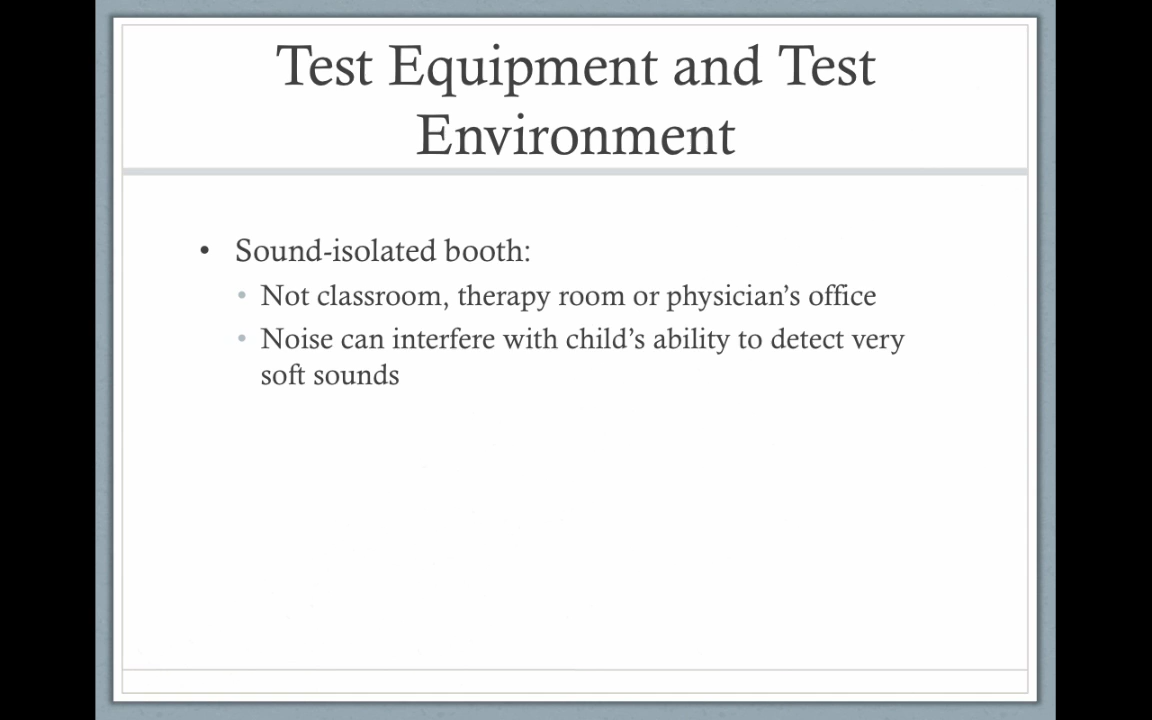 Test Equipment and Test
Environment
• Sound-isolated booth:
• Not classroom, therapy room or physician’s office
• Noise can interfere with child’s ability to detect very
soft sounds